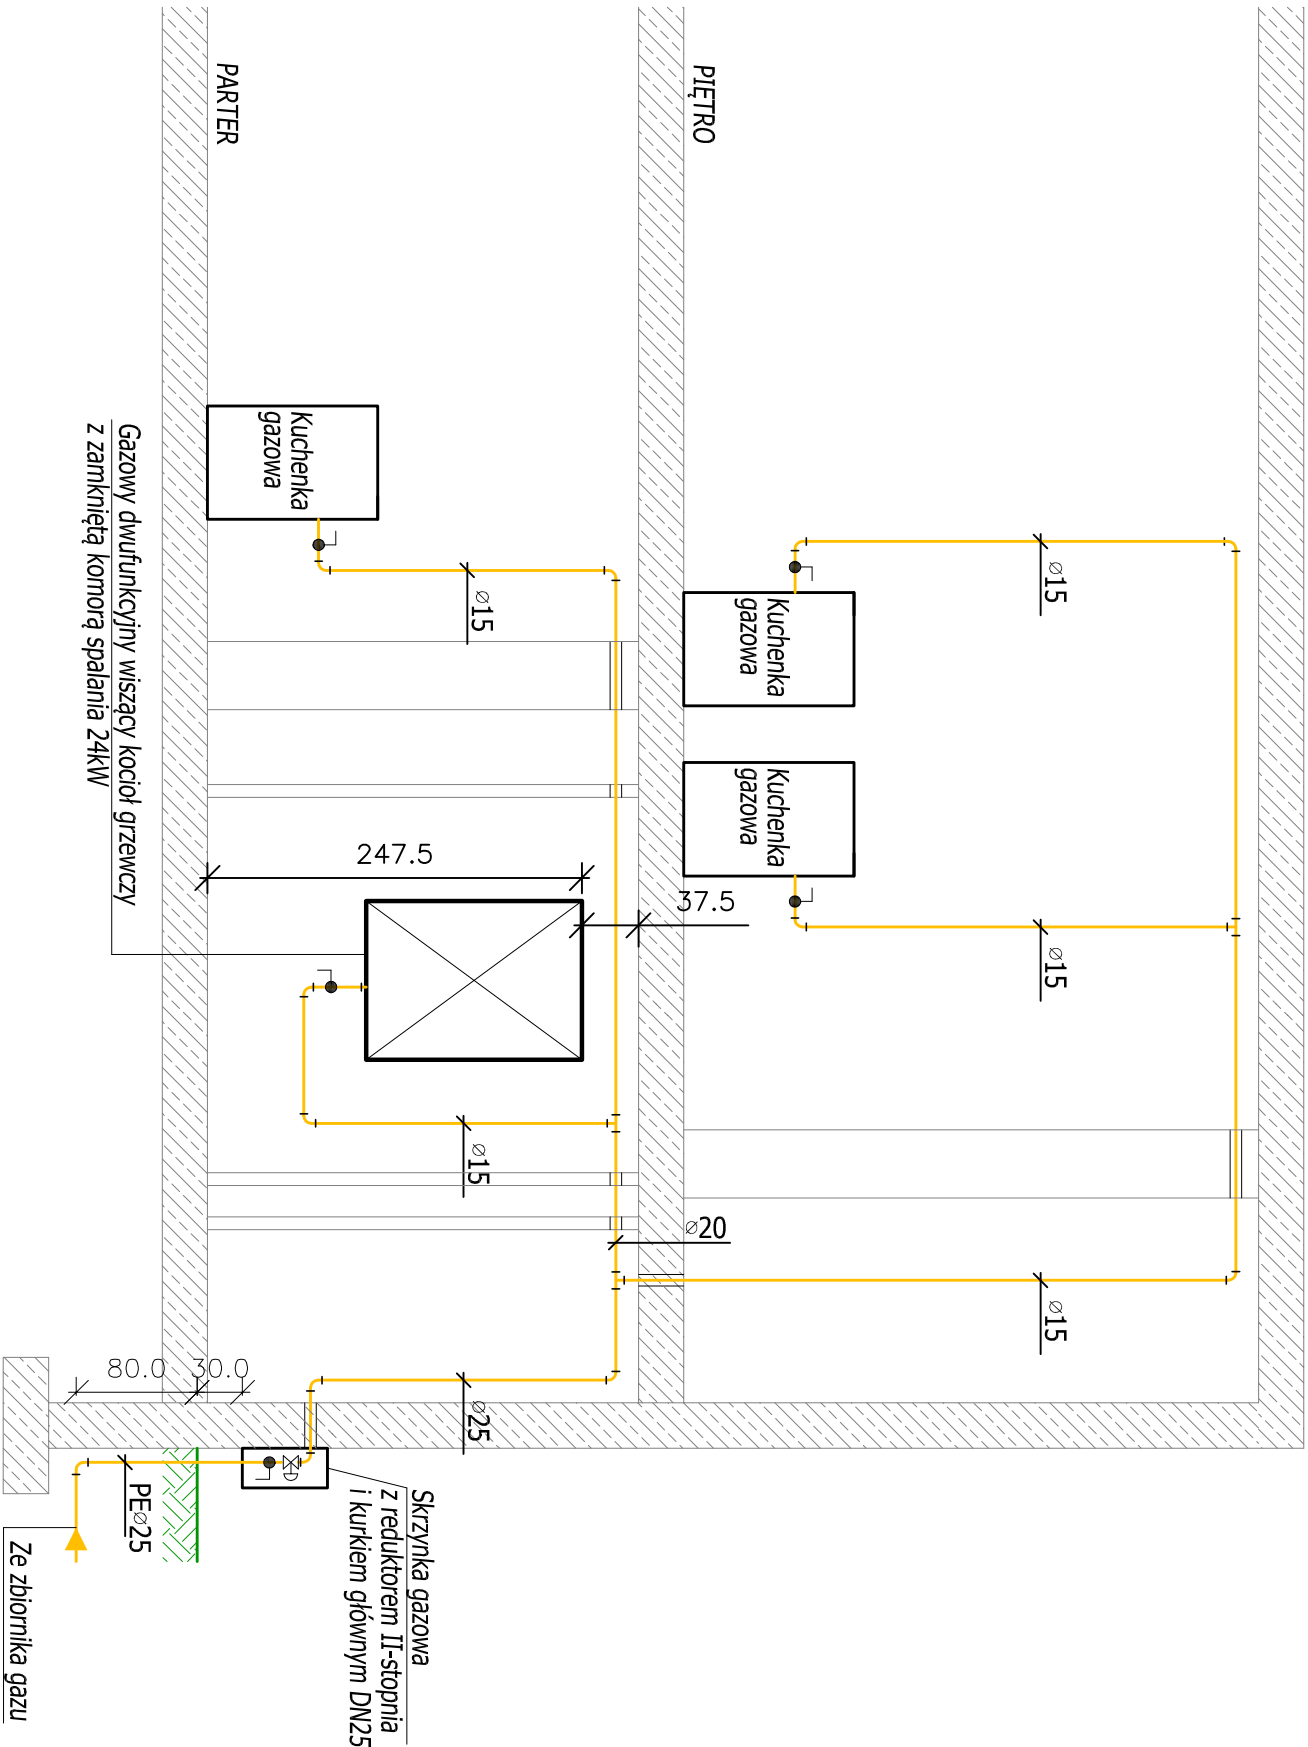 PIĘTRO
ø15
ø15
ø15
Kuchenka
gazowa
Kuchenka
gazowa
37.5
ø20
PARTER
Kuchenka
gazowa
ø15
247.5
ø15
ø25
Gazowy dwufunkcyjny wiszący kocioł grzewczy
z zamkniętą komorą spalania 24kW
30.0
80.0
Skrzynka gazowa
z reduktorem II-stopnia
i kurkiem głównym DN25
PEø25
Ze zbiornika gazu